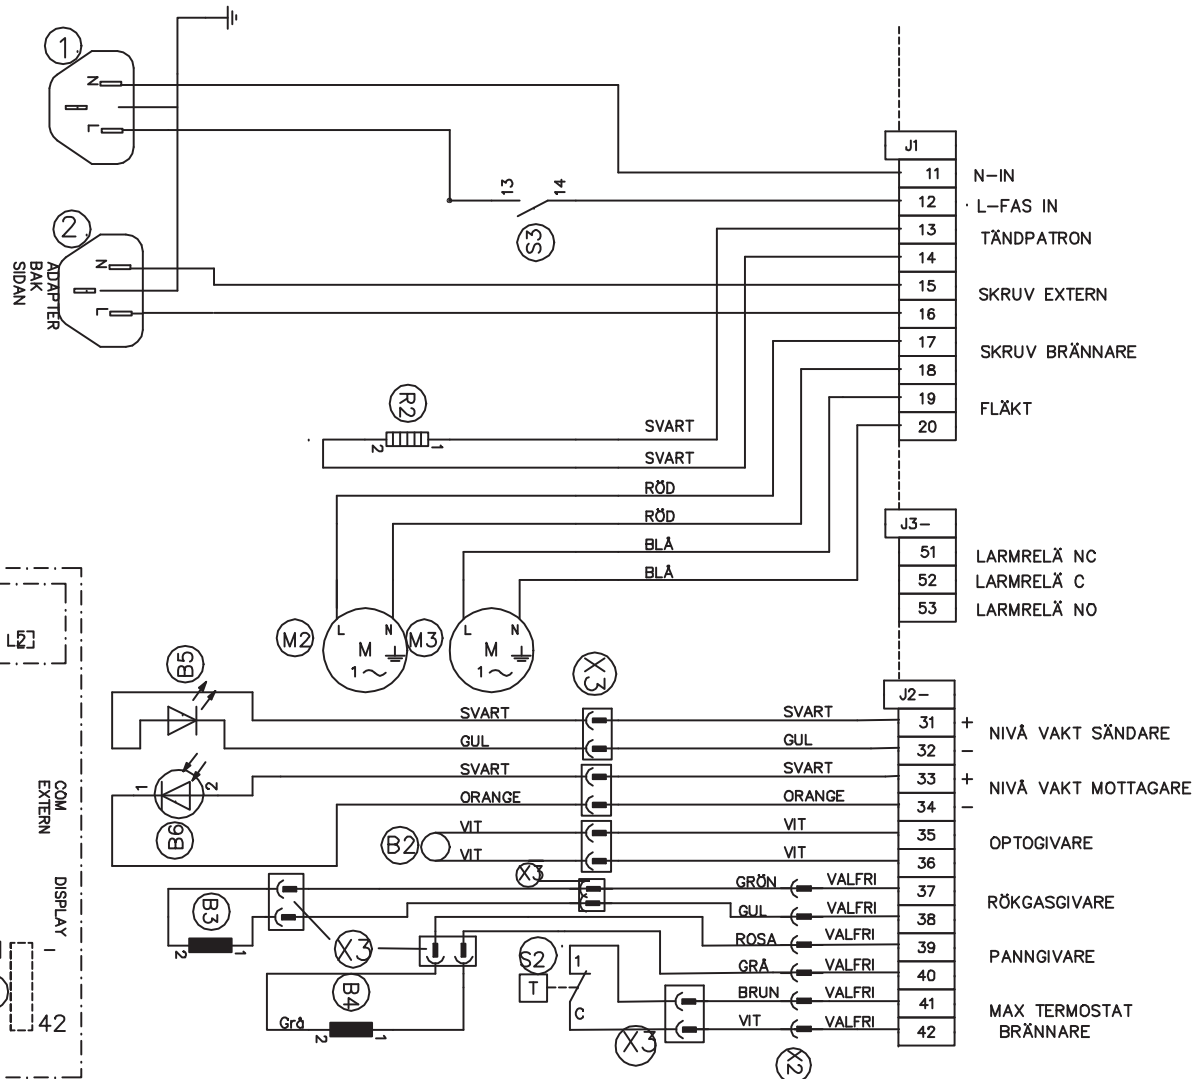 1
N
L
2
N
L
ADAPTER
BAK
SIDAN
13
14
S3
J1
11 N-IN
12 L-FAS IN
13
TÄNDPATRON
14
15
SKRUV EXTERN
16
17
SKRUV BRÄNNARE
18
19
FLÄKT
20
R2
2 1
SVART
SVART
RÖD
RÖD
BLÅ
BLÅ
J3-
51 LARMRELÄ NC
52 LARMRELÄ C
53 LARMRELÄ NO
M2
L N
M
1~
M3
L N
M
1~
L2
B5
X3
J2-
SVART SVART 31 +
NIVÅ VAKT SÄNDARE
GUL GUL 32 -
SVART SVART 33 +
NIVÅ VAKT MOTTAGARE
ORANGE ORANGE 34 -
1 2
B6
B2
VIT VIT 35
OPTOGIVARE
VIT VIT 36
X3
GRÖN VALFRI 37
RÖKGASGIVARE
GUL VALFRI 38
B3
2 1
X3
ROSA VALFRI 39
PANNGIVARE
GRÅ VALFRI 40
S2
T
1
C
BRUN VALFRI 41
MAX TERMOSTAT
BRÄNNARE
VIT VALFRI 42
B4
Grå
2 1
X3
X2
COM
EXTERN
DISPLAY
-
42